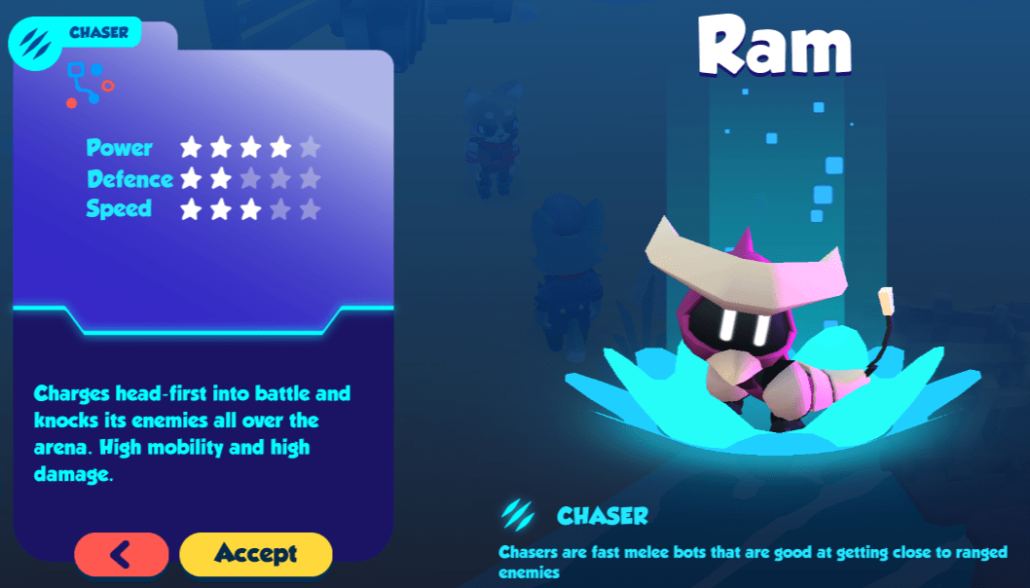 CHASER
Power
Defence
Speed
Charges head-first into battle and
knocks its enemies all over the
arena. High mobility and high
damage.
Accept
Ram
CHASER
Chasers are fast melee bots that are good at getting close to ranged
enemies